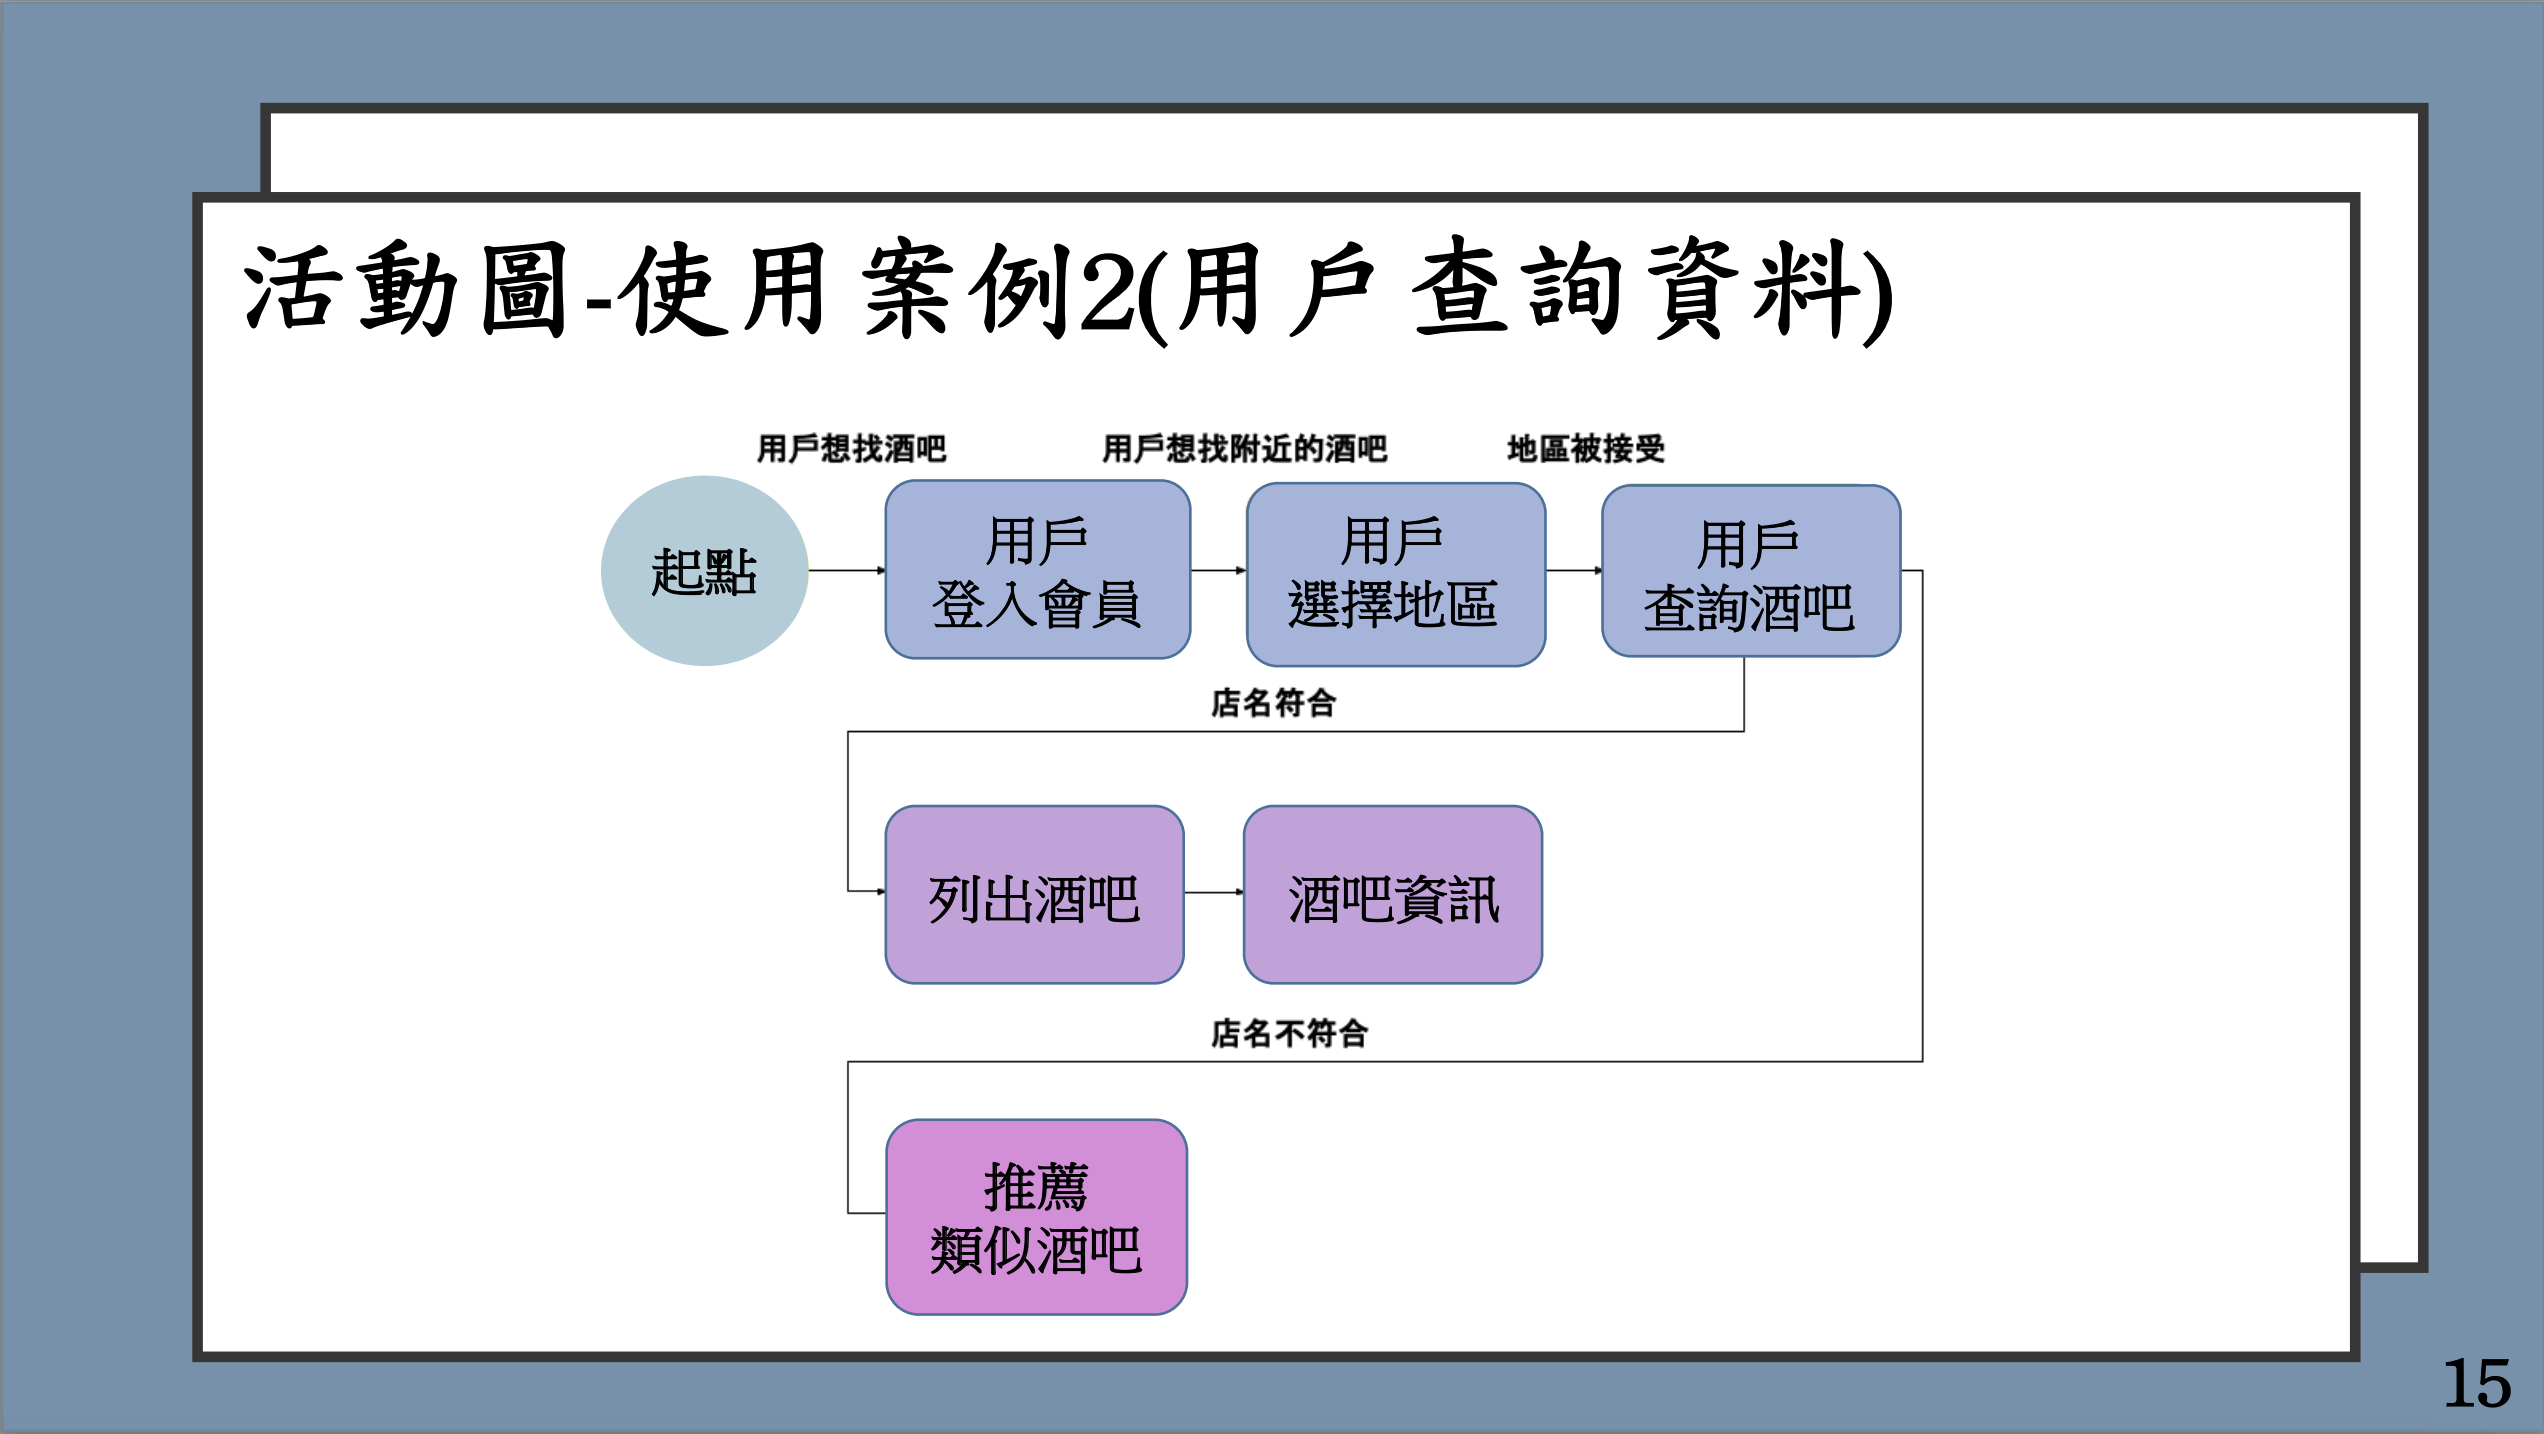 活動圖-使用案例2(用戶查詢資料)
用戶想找酒吧
用戶想找附近的酒吧
地區被接受
起點
用戶
登入會員
用戶
選擇地區
用戶
查詢酒吧
店名符合
列出酒吧
酒吧資訊
店名不符合
推薦
類似酒吧
15